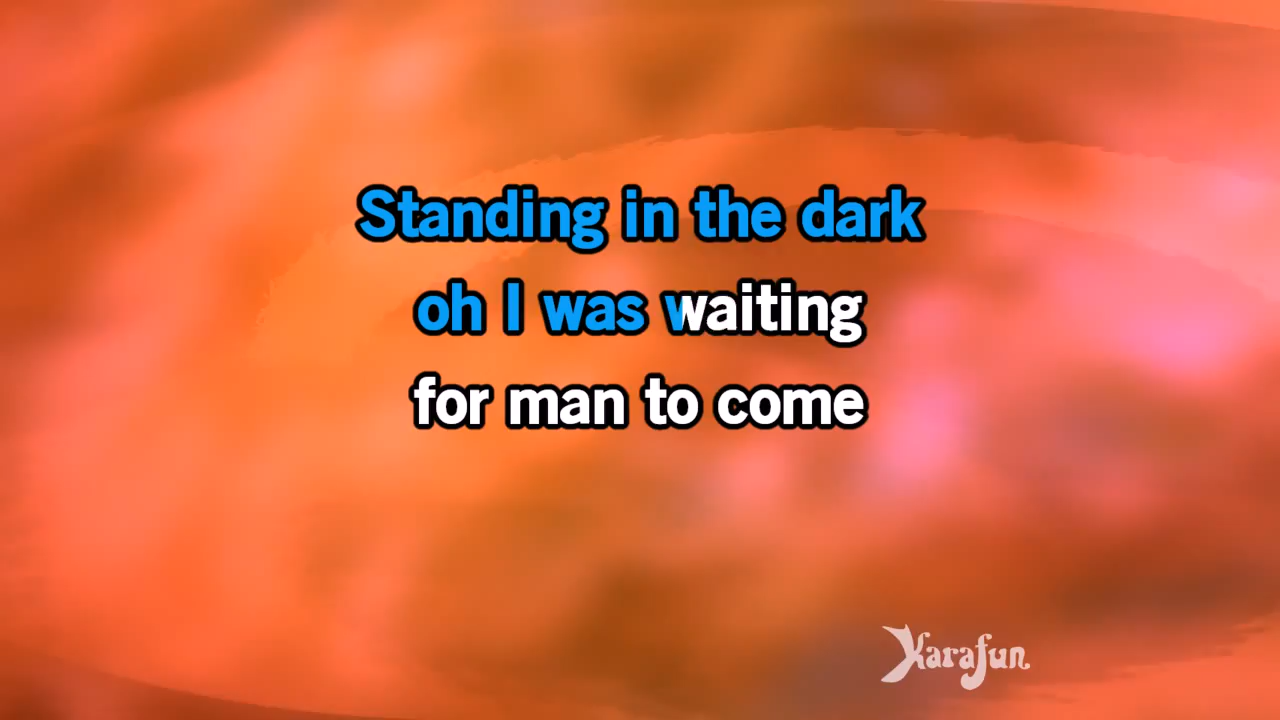 Standing in the dark
oh I was waiting
for man to come
Karafun